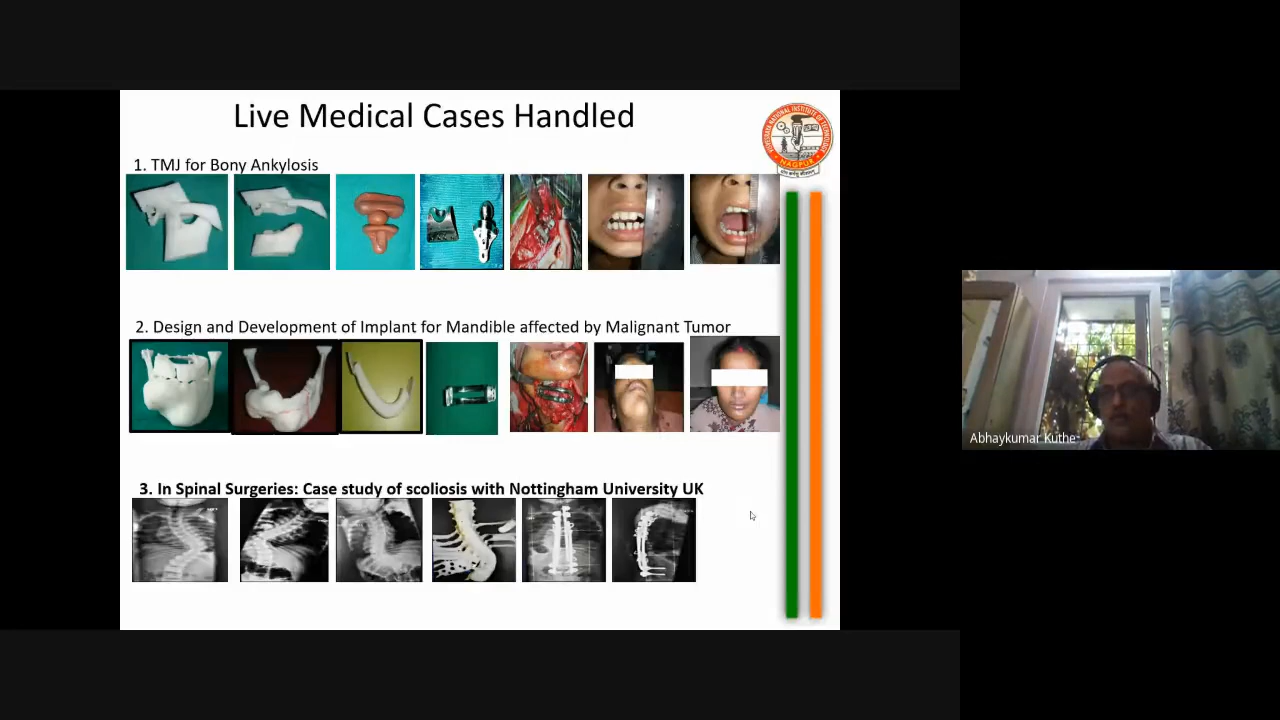 Live Medical Cases Handled
1. TMJ for Bony Ankylosis
2. Design and Development of Implant for Mandible affected by Malignant Tumor
3. In Spinal Surgeries: Case study of scoliosis with Nottingham University UK
NAGPUR
Abhaykumar Kuthe